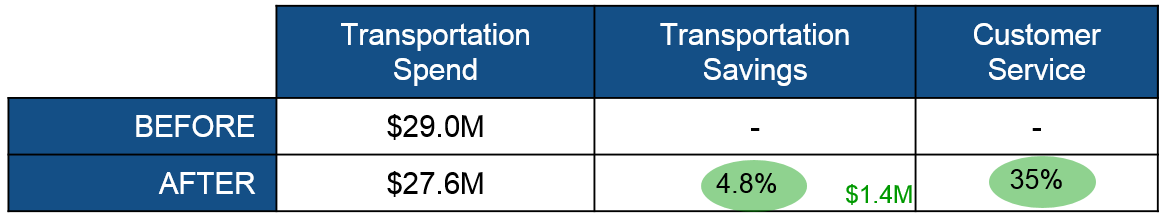 Transportation Spend
Transportation Savings
Customer Service
BEFORE $29.0M - -
AFTER $27.6M 4.8% $1.4M 35%